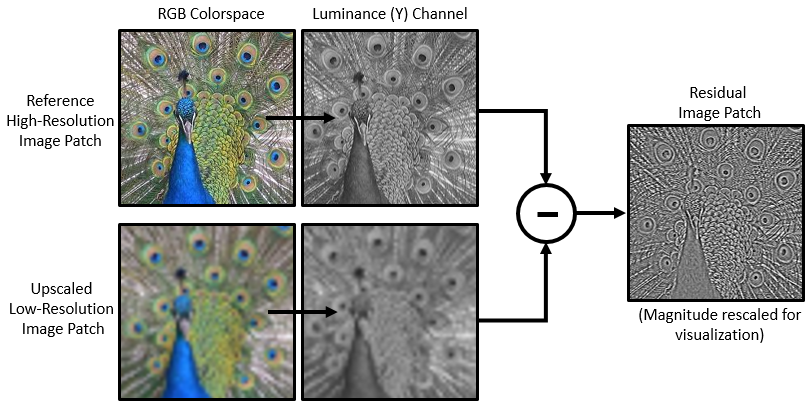 RGB Colorspace
Luminance (Y) Channel
Reference
High-Resolution
Image Patch
Residual
Image Patch
Upscaled
Low-Resolution
Image Patch
(Magnitude rescaled for
visualization)